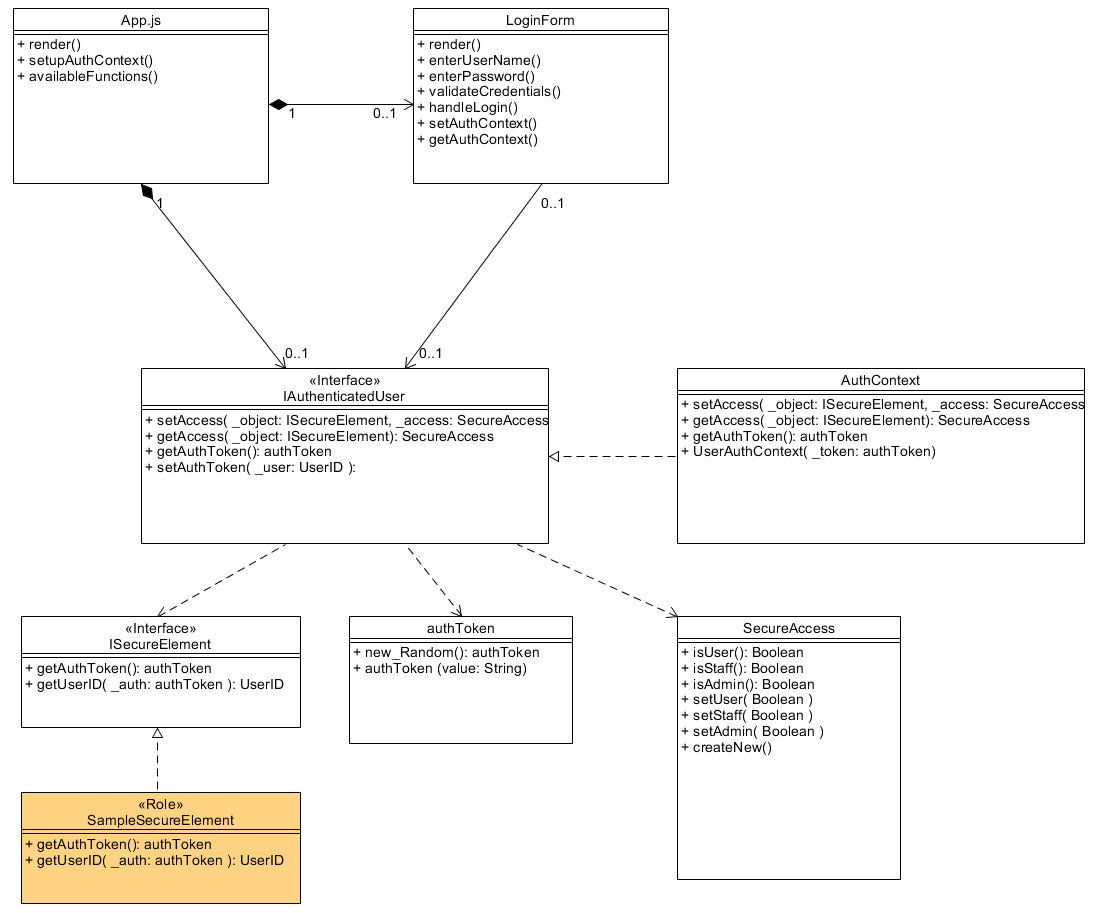 App.js
+ render()
+ setupAuthContext()
+ availableFunctions()
LoginForm
+ render()
+ enterUserName()
+ enterPassword()
+ validateCredentials()
+ handleLogin()
+ setAuthContext()
+ getAuthContext()
1
0..1
1
0..1
0..1
0..1
«Interface»
IAuthenticatedUser
+ setAccess( _object: ISecureElement, _access: SecureAccess
+ getAccess( _object: ISecureElement): SecureAccess
+ getAuthToken(): authToken
+ setAuthToken( _user: UserID ):
AuthContext
+ setAccess( _object: ISecureElement, _access: SecureAccess
+ getAccess( _object: ISecureElement): SecureAccess
+ getAuthToken(): authToken
+ UserAuthContext( _token: authToken)
«Interface»
ISecureElement
+ getAuthToken(): authToken
+ getUserID( _auth: authToken ): UserID
authToken
+ new_Random(): authToken
+ authToken (value: String)
SecureAccess
+ isUser(): Boolean
+ isStaff(): Boolean
+ isAdmin(): Boolean
+ setUser( Boolean )
+ setStaff( Boolean )
+ setAdmin( Boolean )
+ createNew()
«Role»
SampleSecureElement
+ getAuthToken(): authToken
+ getUserID( _auth: authToken ): UserID